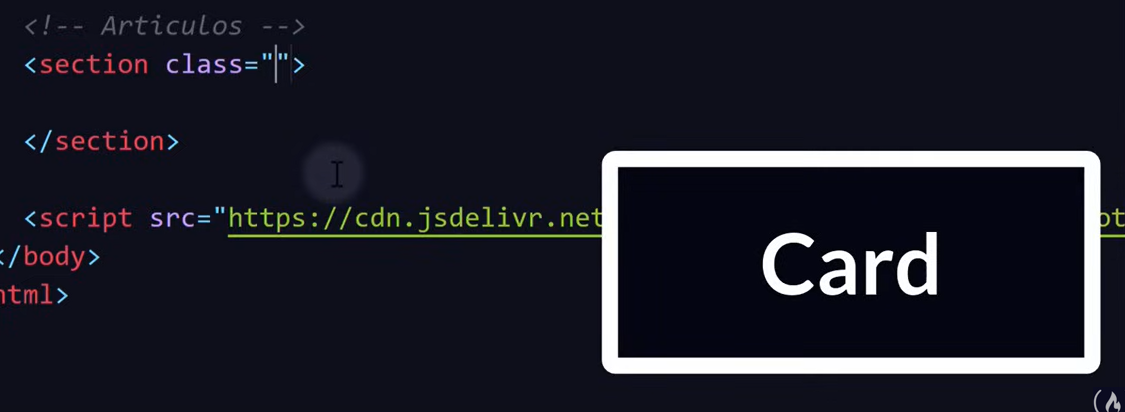 <!-- Articulos -->
<section class="">
</section>
<script src="https://cdn.jsdelivr.net
</body>
html>
Card